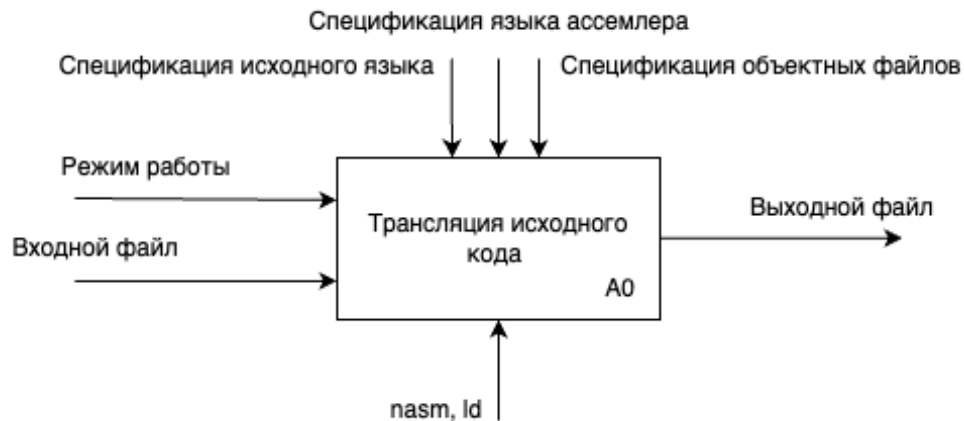 Спецификация языка ассемлера
Спецификация исходного языка
Спецификация объектных файлов
Режим работы
Входной файл
Трансляция исходного
кода
A0
Выходной файл
nasm, ld